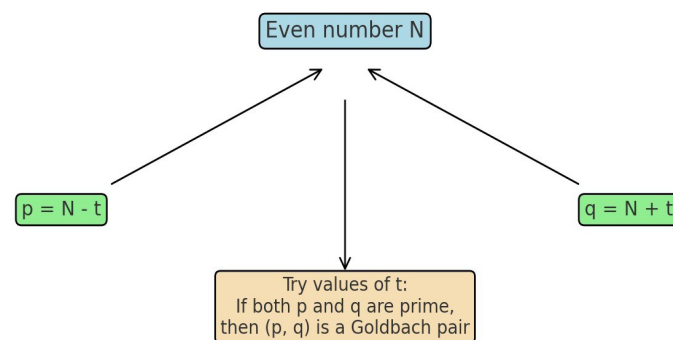 Even number N
p = N - t
q = N + t
Try values of t:
If both p and q are prime,
then (p, q) is a Goldbach pair